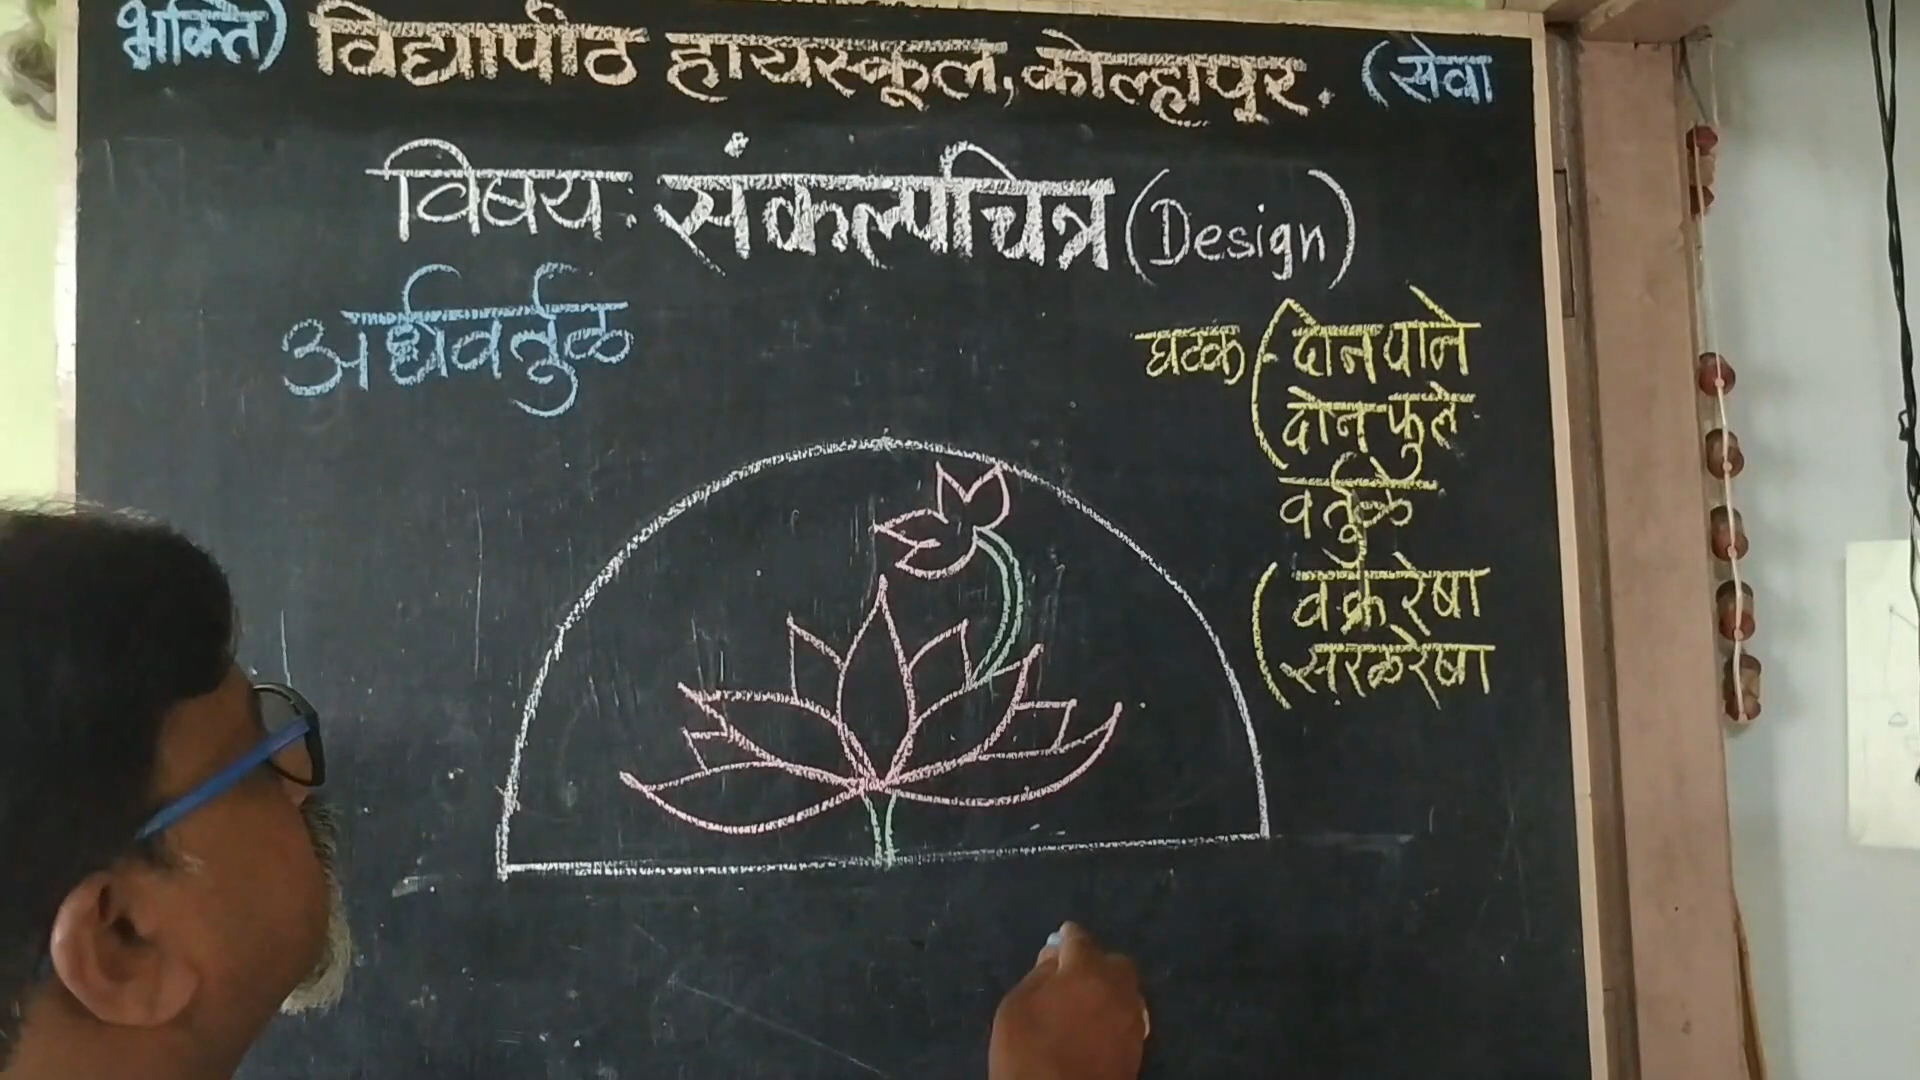 भक्ति) विद्यापीठ हायस्कूल, कोल्हापूर. (सेवा
विषय: संकल्पचित्र (Design)
अर्धवर्तुळ
घटक (- दोन पाने
दोन फुले
वर्तुळे
(वक्ररेषा
सरळरेषा